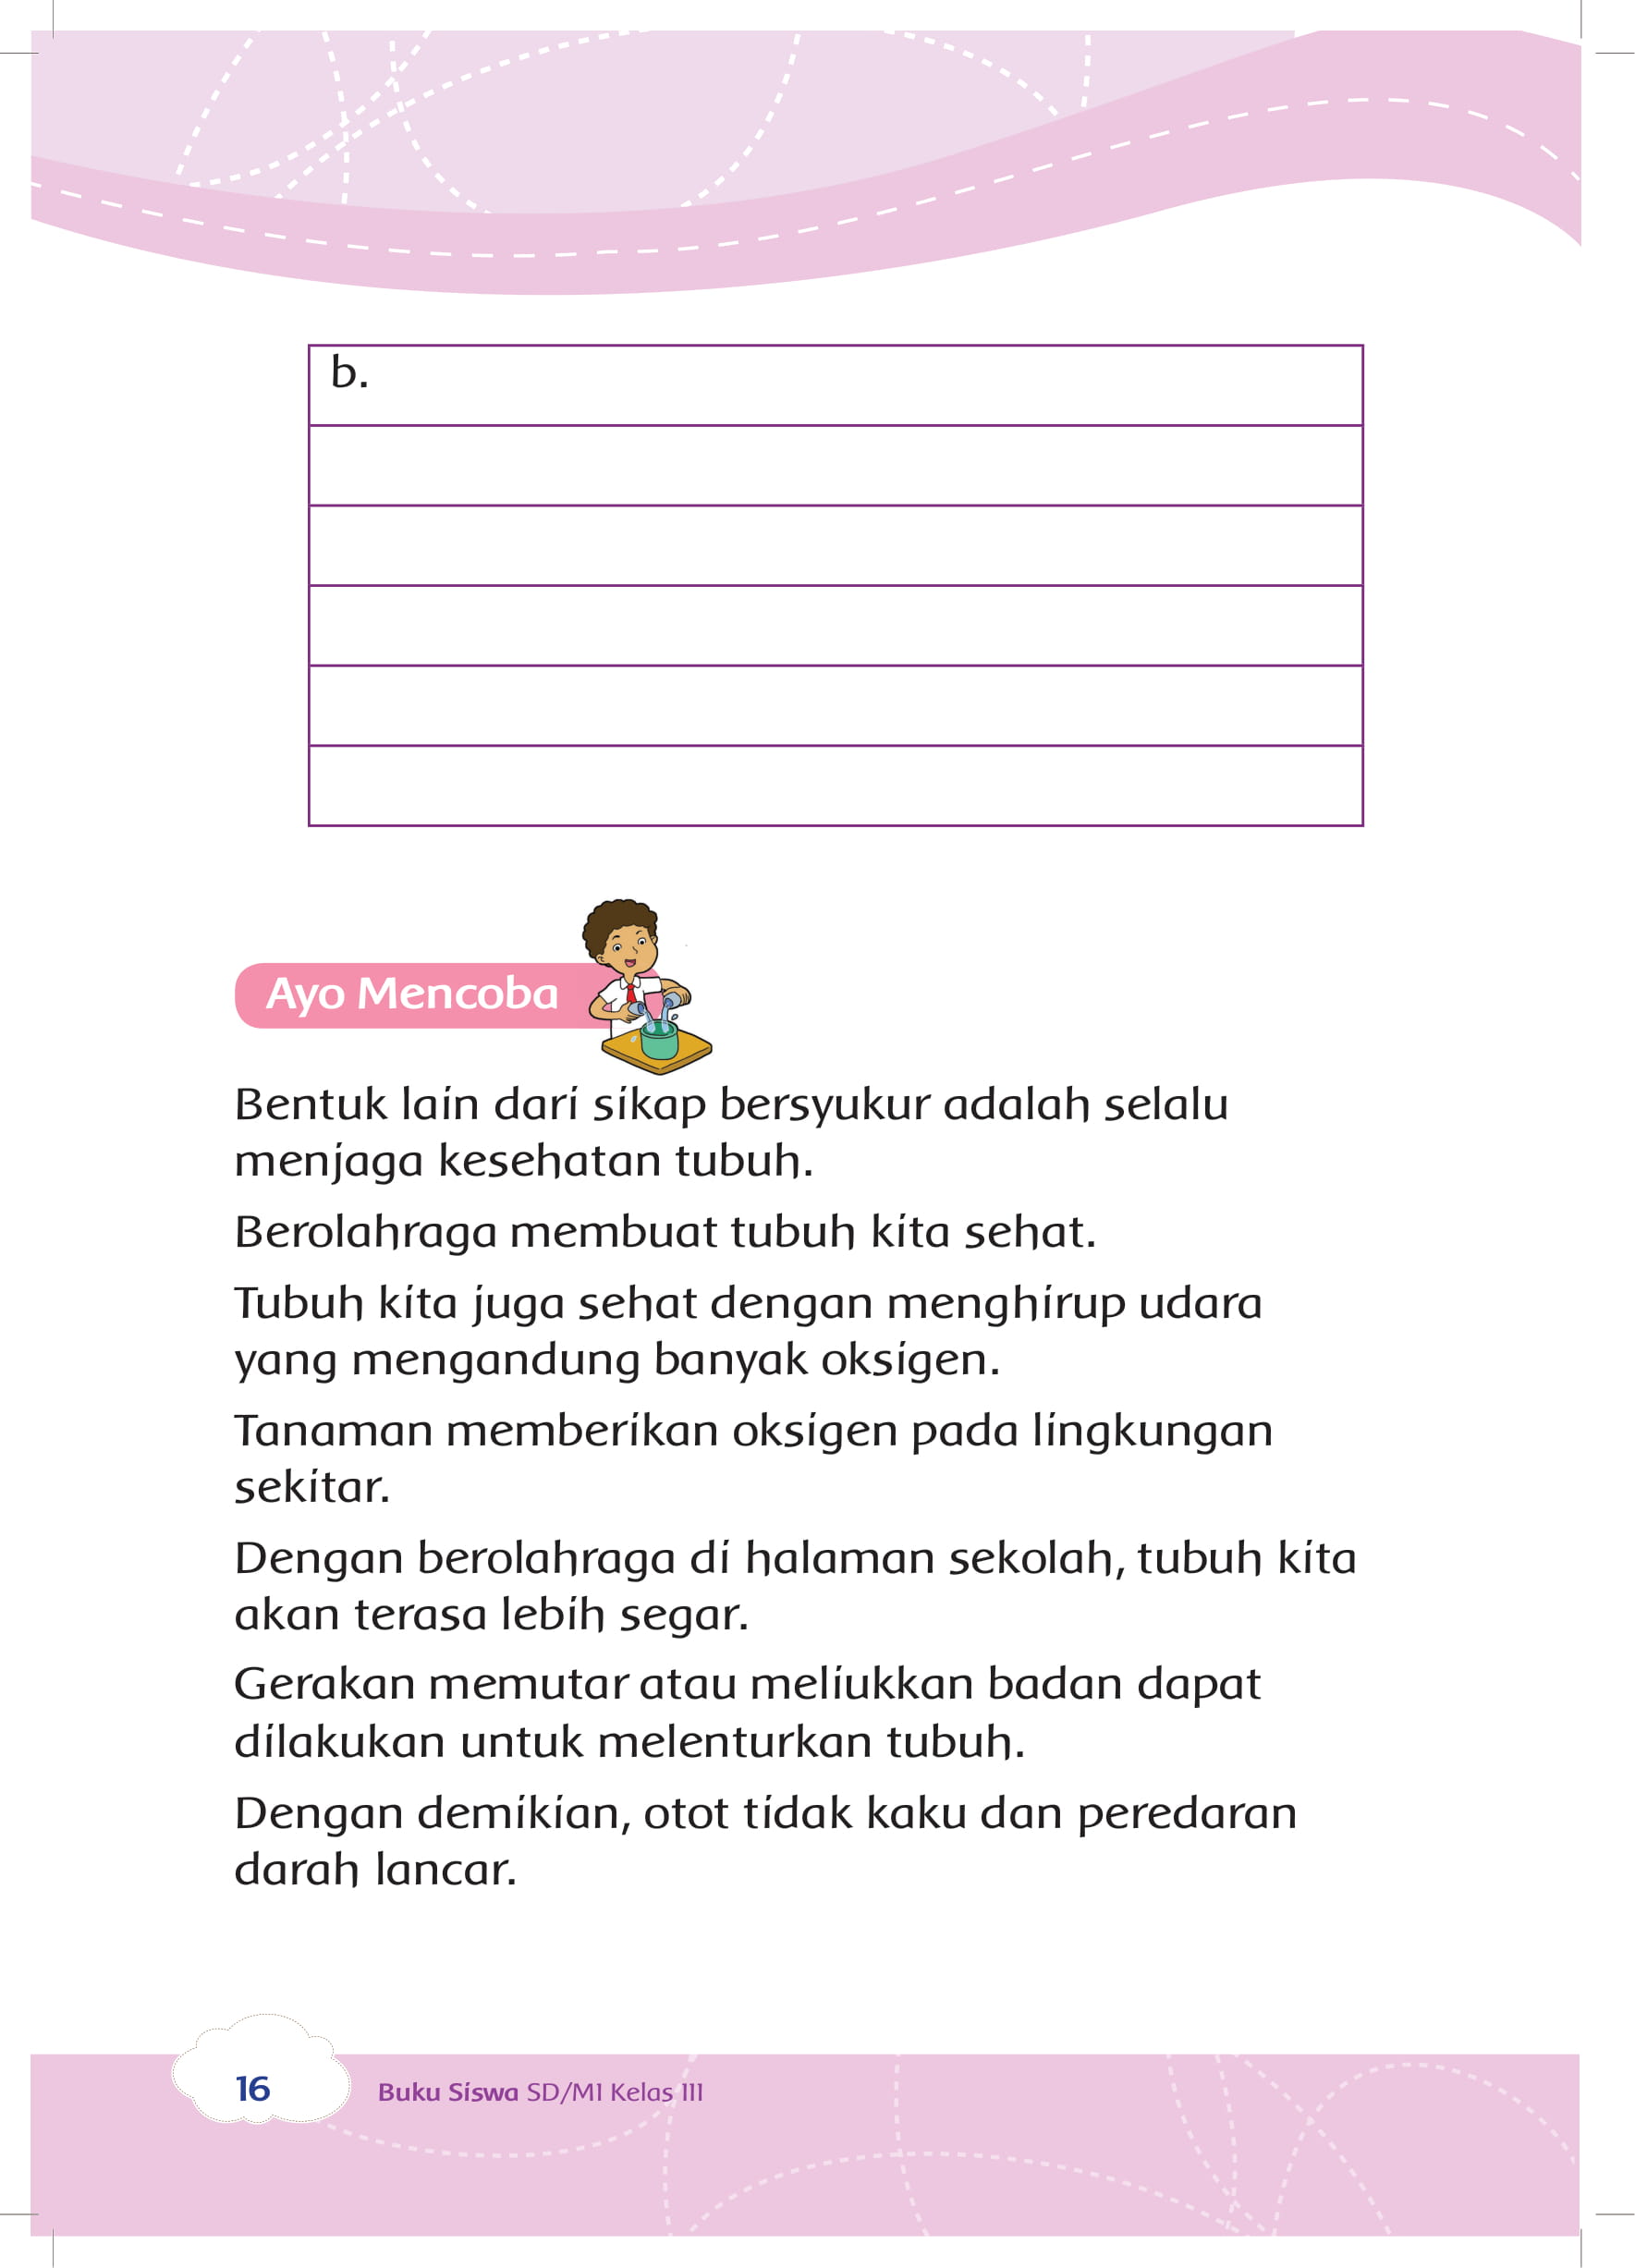 b.
Ayo Mencoba
Bentuk lain dari sikap bersyukur adalah selalu
menjaga kesehatan tubuh.
Berolahraga membuat tubuh kita sehat.
Tubuh kita juga sehat dengan menghirup udara
yang mengandung banyak oksigen.
Tanaman memberikan oksigen pada lingkungan
sekitar.
Dengan berolahraga di halaman sekolah, tubuh kita
akan terasa lebih segar.
Gerakan memutar atau meliukkan badan dapat
dilakukan untuk melenturkan tubuh.
Dengan demikian, otot tidak kaku dan peredaran
darah lancar.
16
Buku Siswa SD/MI Kelas III